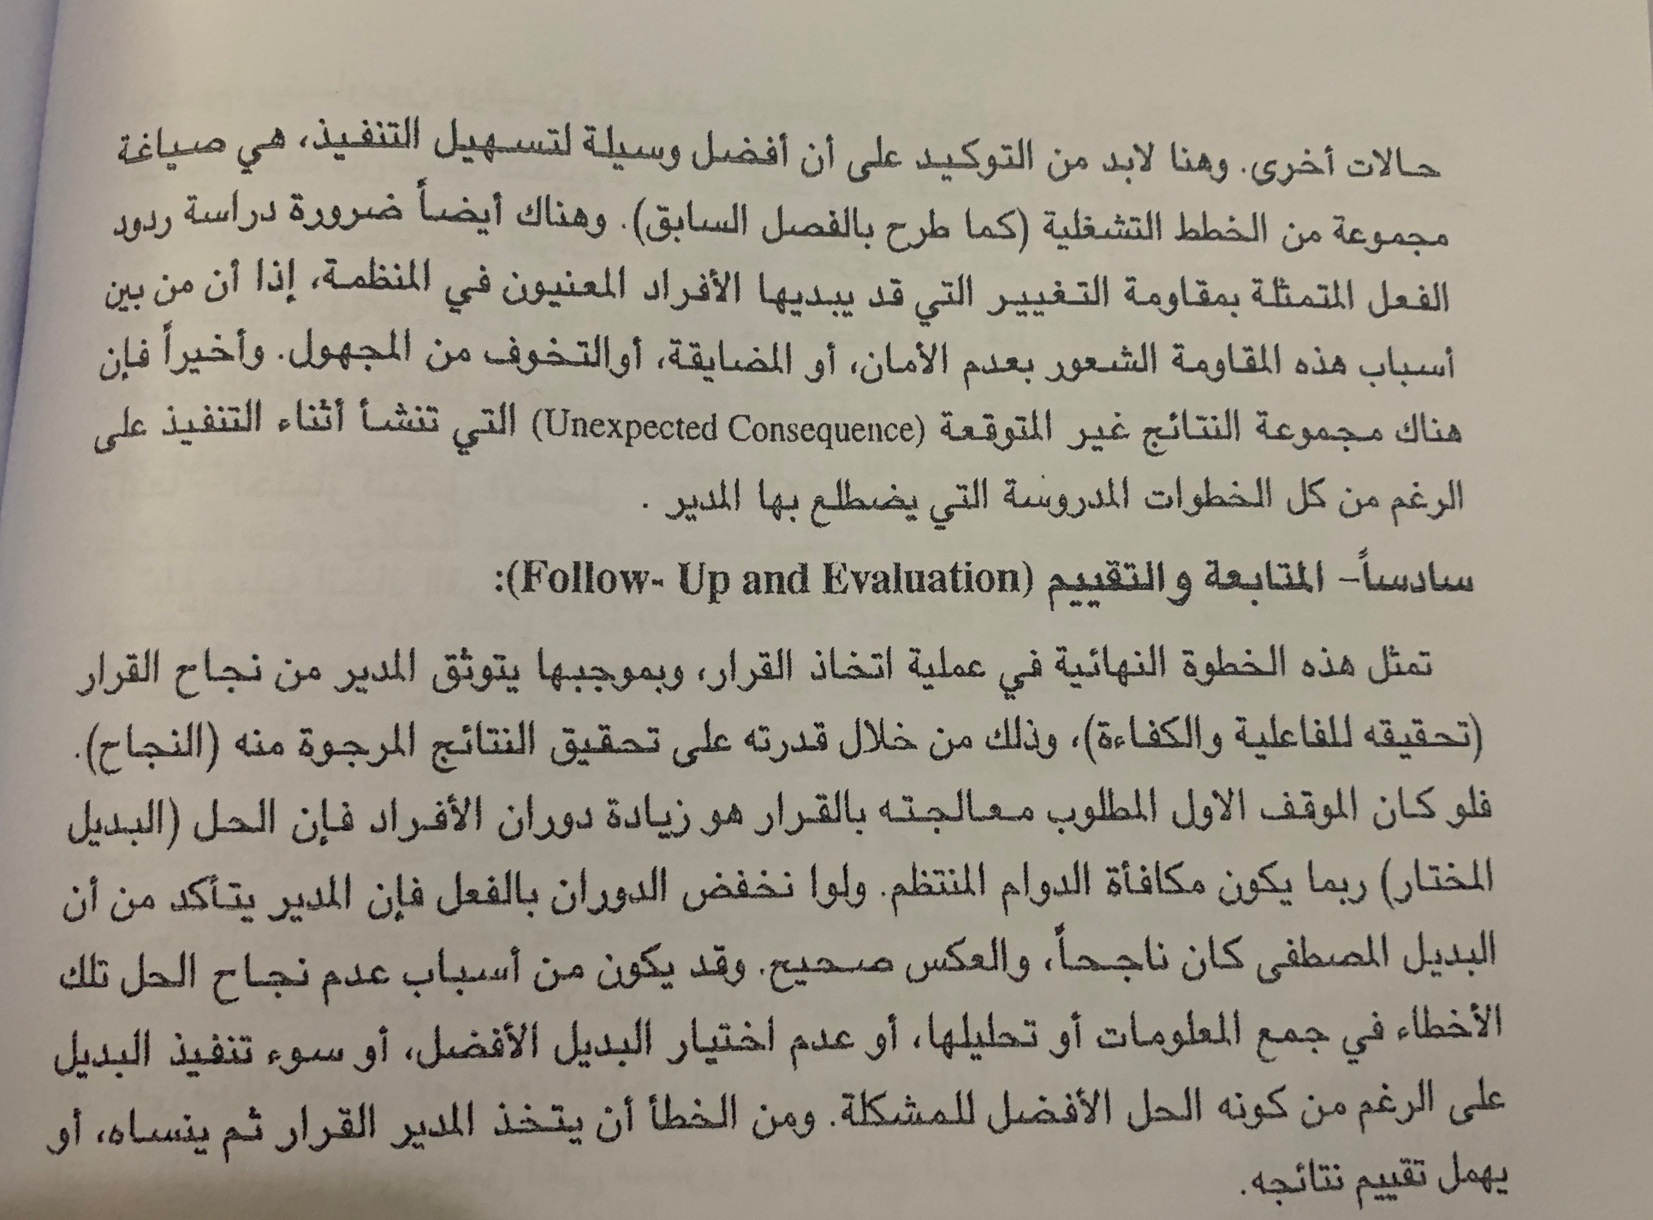 حالات أخرى. وهنا لابد من التوكيد على أن أفضل وسيلة لتسهيل التنفيذ، هي صياغة
مجموعة من الخطط التشغلية (كما طرح بالفصل السابق). وهناك أيضاً ضرورة دراسة ردود
الفعل المتمثلة بمقاومة التغيير التي قد يبديها الأفراد المعنيون في المنظمة، إذا أن من بين
أسباب هذه المقاومة الشعور بعدم الأمان، أو المضايقة، أوالتخوف من المجهول. وأخيراً فإن
هناك مجموعة النتائج غير المتوقعة (Unexpected Consequence) التي تنشأ أثناء التنفيذ على
الرغم من كل الخطوات المدروسة التي يضطلع بها المدير .
سادساً- المتابعة والتقييم (Follow- Up and Evaluation):
تمثل هذه الخطوة النهائية في عملية اتخاذ القرار، وبموجبها يتوثق المدير من نجاح القرار
(تحقيقه للفاعلية والكفاءة)، وذلك من خلال قدرته على تحقيق النتائج المرجوة منه (النجاح).
فلو كان الموقف الاول المطلوب معالجته بالقرار هو زيادة دوران الأفراد فإن الحل (البديل
المختار) ربما يكون مكافأة الدوام المنتظم. ولوا نخفض الدوران بالفعل فإن المدير يتأكد من أن
البديل المصطفى كان ناجحاً، والعكس صحيح. وقد يكون من أسباب عدم نجاح الحل تلك
الأخطاء في جمع المعلومات أو تحليلها، أو عدم اختيار البديل الأفضل، أو سوء تنفيذ البديل
على الرغم من كونه الحل الأفضل للمشكلة. ومن الخطأ أن يتخذ المدير القرار ثم ينساه، أو
يهمل تقييم نتائجه.